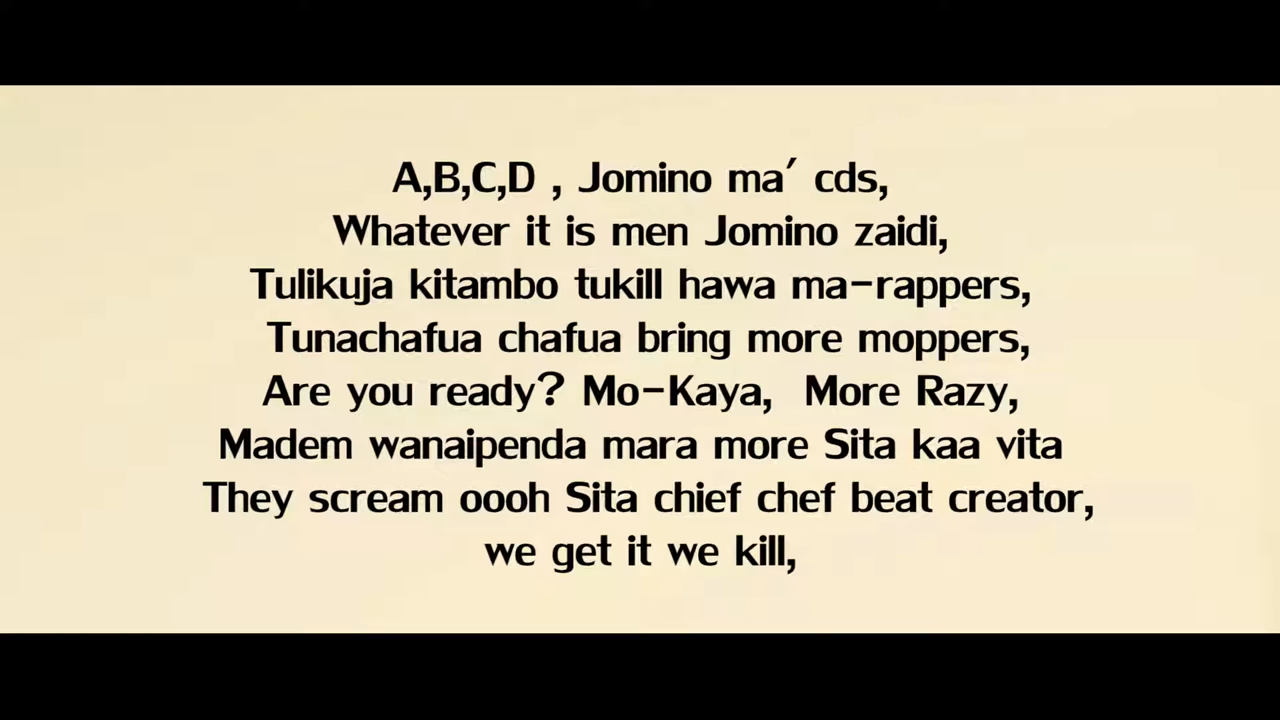 A,B,C,D , Jomino ma′ cds,
Whatever it is men Jomino zaidi,
Tulikuja kitambo tukill hawa ma-rappers,
Tunachafua chafua bring more moppers,
Are you ready? Mo-Kaya, More Razy,
Madem wanaipenda mara more Sita kaa vita
They scream oooh Sita chief chef beat creator,
we get it we kill,